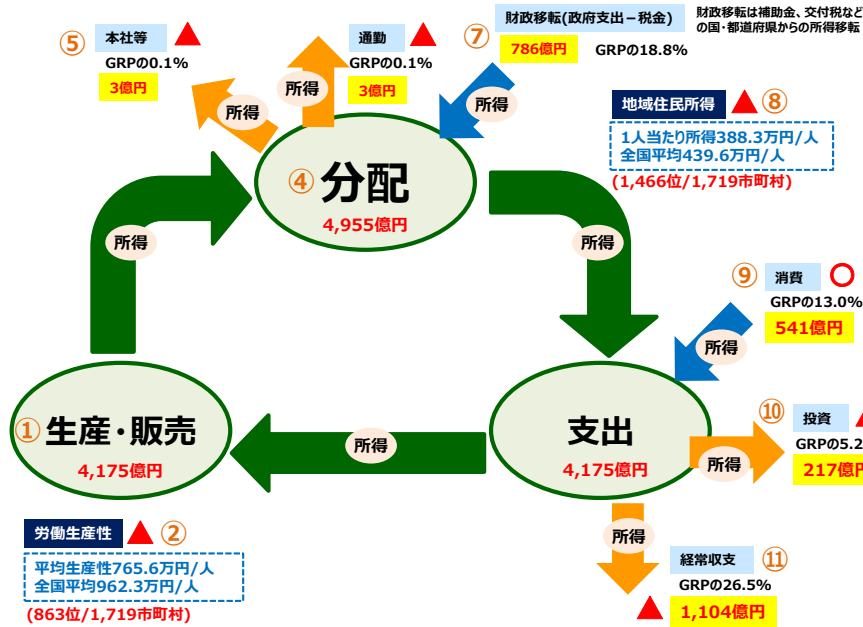 ⑤
本社等
▲
GRPの0.1%
3億円
通勤
▲
GRPの0.1%
3億円
⑦
財政移転(政府支出－税金)
786億円
GRPの18.8%
財政移転は補助金、交付税など
の国・都道府県からの所得移転
所得
所得
所得
地域住民所得
▲
⑧
1人当たり所得388.3万円/人
全国平均439.6万円/人
(1,466位/1,719市町村)
④
分配
4,955億円
所得
所得
⑨
消費
○
GRPの13.0%
541億円
所得
①
生産・販売
4,175億円
所得
支出
4,175億円
⑩
投資
GRPの5.2
217億円
所得
②
労働生産性
▲
平均生産性765.6万円/人
全国平均962.3万円/人
(863位/1,719市町村)
所得
経常収支
⑪
GRPの26.5%
▲
1,104億円